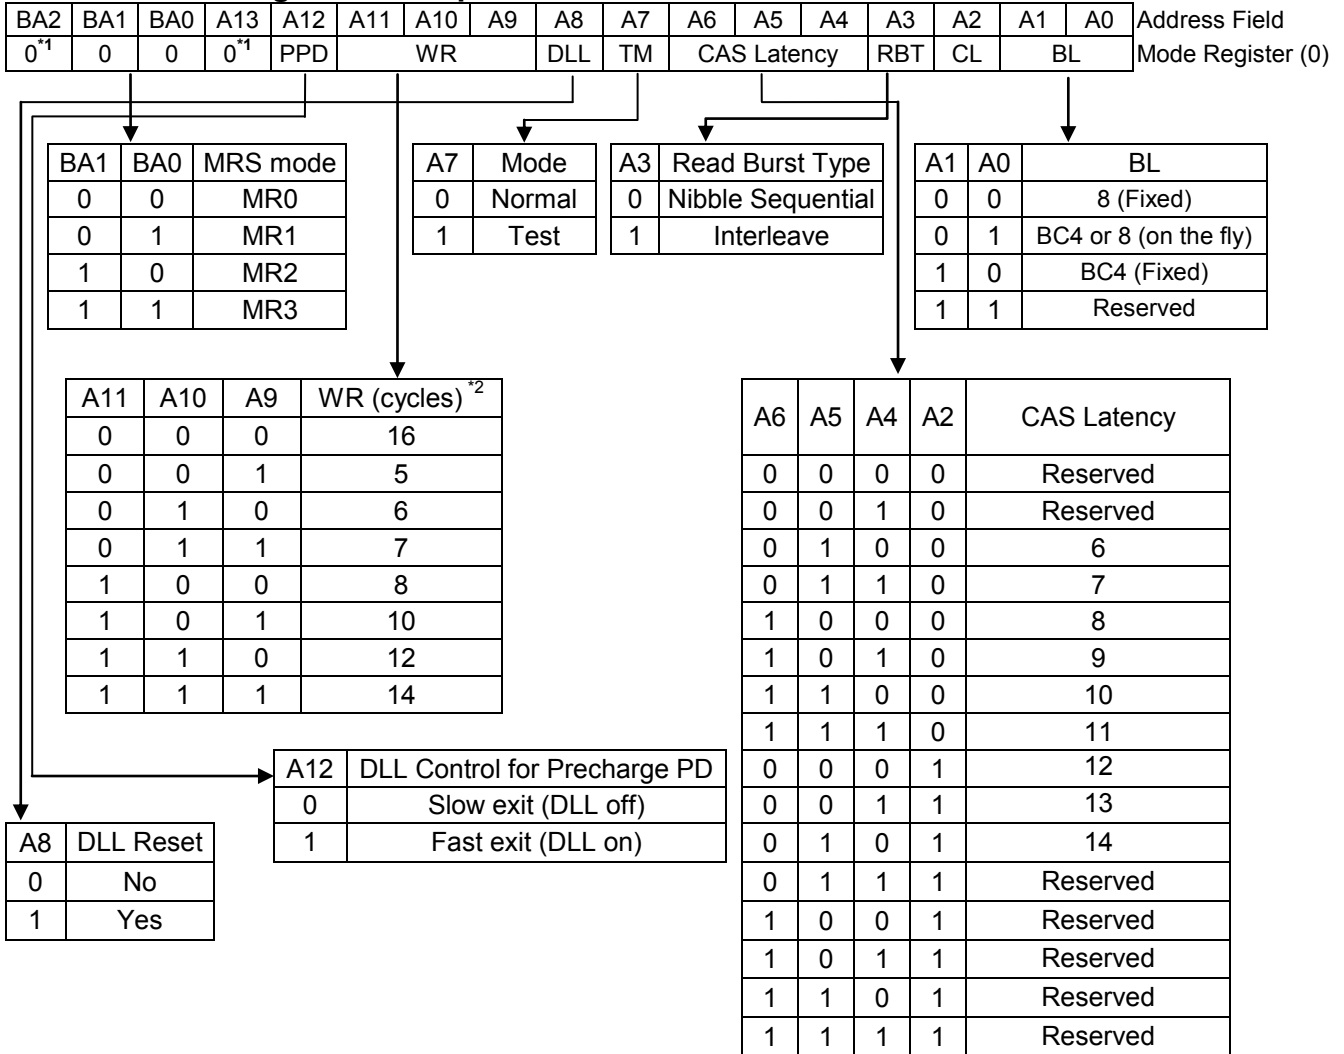 BA2 BA1 BA0 A13 A12 A11 A10 A9 A8 A7 A6 A5 A4 A3 A2 A1 A0 Address Field
0*1 0 0 0*1 PPD WR DLL TM CAS Latency RBT CL BL Mode Register (0)
BA1 BA0 MRS mode
0 0 MR0
0 1 MR1
1 0 MR2
1 1 MR3
A7 Mode
0 Normal
1 Test
A3 Read Burst Type
0 Nibble Sequential
1 Interleave
A1 A0 BL
0 0 8 (Fixed)
0 1 BC4 or 8 (on the fly)
1 0 BC4 (Fixed)
1 1 Reserved
A11 A10 A9 WR (cycles) *2
0 0 0 16
0 0 1 5
0 1 0 6
0 1 1 7
1 0 0 8
1 0 1 10
1 1 0 12
1 1 1 14
A6 A5 A4 A2 CAS Latency
0 0 0 0 Reserved
0 0 1 0 Reserved
0 1 0 0 6
0 1 1 0 7
1 0 0 0 8
1 0 1 0 9
1 1 0 0 10
1 1 1 0 11
0 0 0 1 12
0 0 1 1 13
0 1 0 1 14
0 1 1 1 Reserved
1 0 0 1 Reserved
1 0 1 1 Reserved
1 1 0 1 Reserved
1 1 1 1 Reserved
A12 DLL Control for Precharge PD
0 Slow exit (DLL off)
1 Fast exit (DLL on)
A8 DLL Reset
0 No
1 Yes